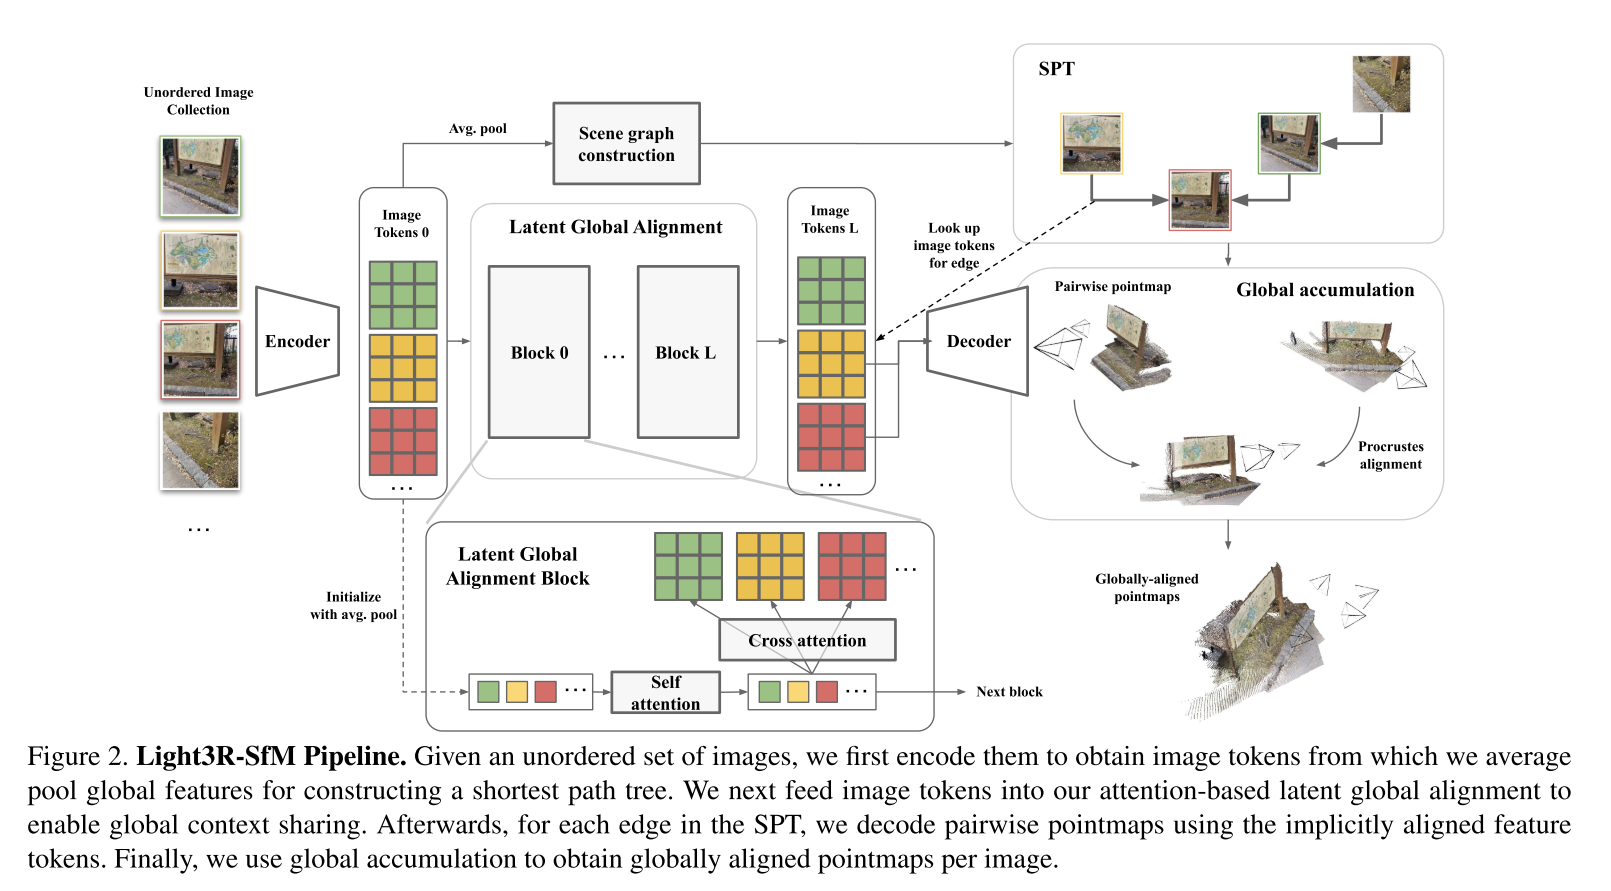 Unordered Image
Collection
Encoder
Image
Tokens 0
Avg. pool
Scene graph
construction
Latent Global Alignment
Block 0
...
Block L
Image
Tokens L
...
...
...
SPT
Look up
image tokens
for edge
Decoder
Pairwise pointmap
Global accumulation
Procrustes
alignment
Globally-aligned
pointmaps
Initialize
with avg. pool
Latent Global
Alignment Block
...
Cross attention
...
Self
attention
...
Next block
Figure 2. Light3R-SfM Pipeline. Given an unordered set of images, we first encode them to obtain image tokens from which we average
pool global features for constructing a shortest path tree. We next feed image tokens into our attention-based latent global alignment to
enable global context sharing. Afterwards, for each edge in the SPT, we decode pairwise pointmaps using the implicitly aligned feature
tokens. Finally, we use global accumulation to obtain globally aligned pointmaps per image.